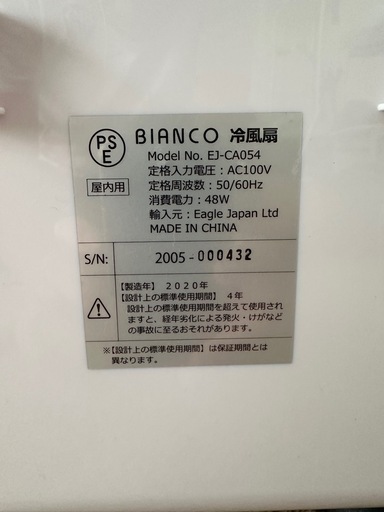 PSE
BIANCO 冷風扇
Model No. EJ-CA054
定格入力電圧：AC100V
屋内用
定格周波数：50/60Hz
消費電力：48W
輸入元：Eagle Japan Ltd
MADE IN CHINA
S/N: 2005-000432
【製造年】２０２０年
【設計上の標準使用期間】 ４年
設計上の標準使用期間を超えて使用され
ますと、経年劣化による発火・けがなど
の事故に至るおそれがあります。
※【設計上の標準使用期間】は保証期間とは
異なります。